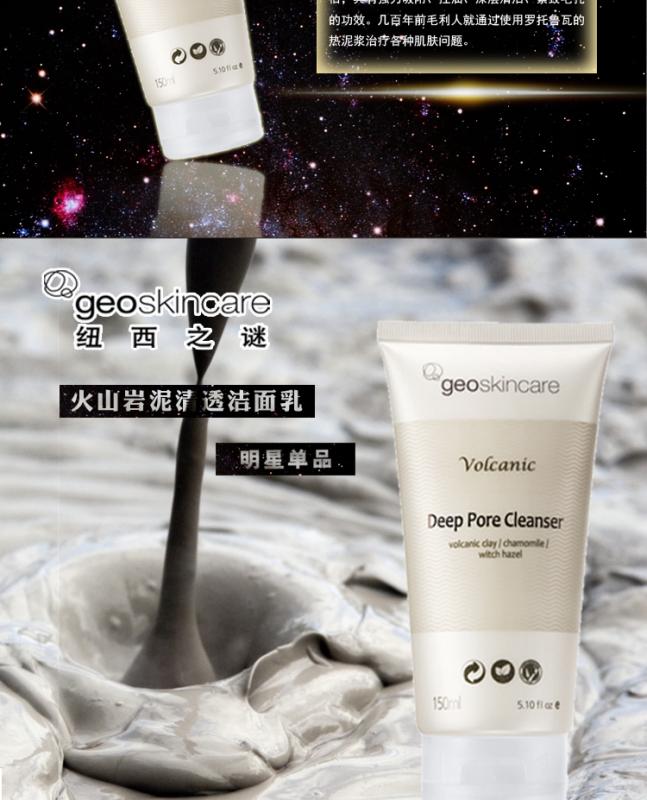 的功效。几百年前毛利人就通过使用罗托鲁瓦的
热泥浆治疗各种肌肤问题。
150ml
5.10 fl oz e
geoskincare
纽西之谜
火山岩泥清透洁面乳
明星单品
geoskincare
Volcanic
Deep Pore Cleanser
volcanic clay / chamomile /
witch hazel
150ml
5.10 fl oz e